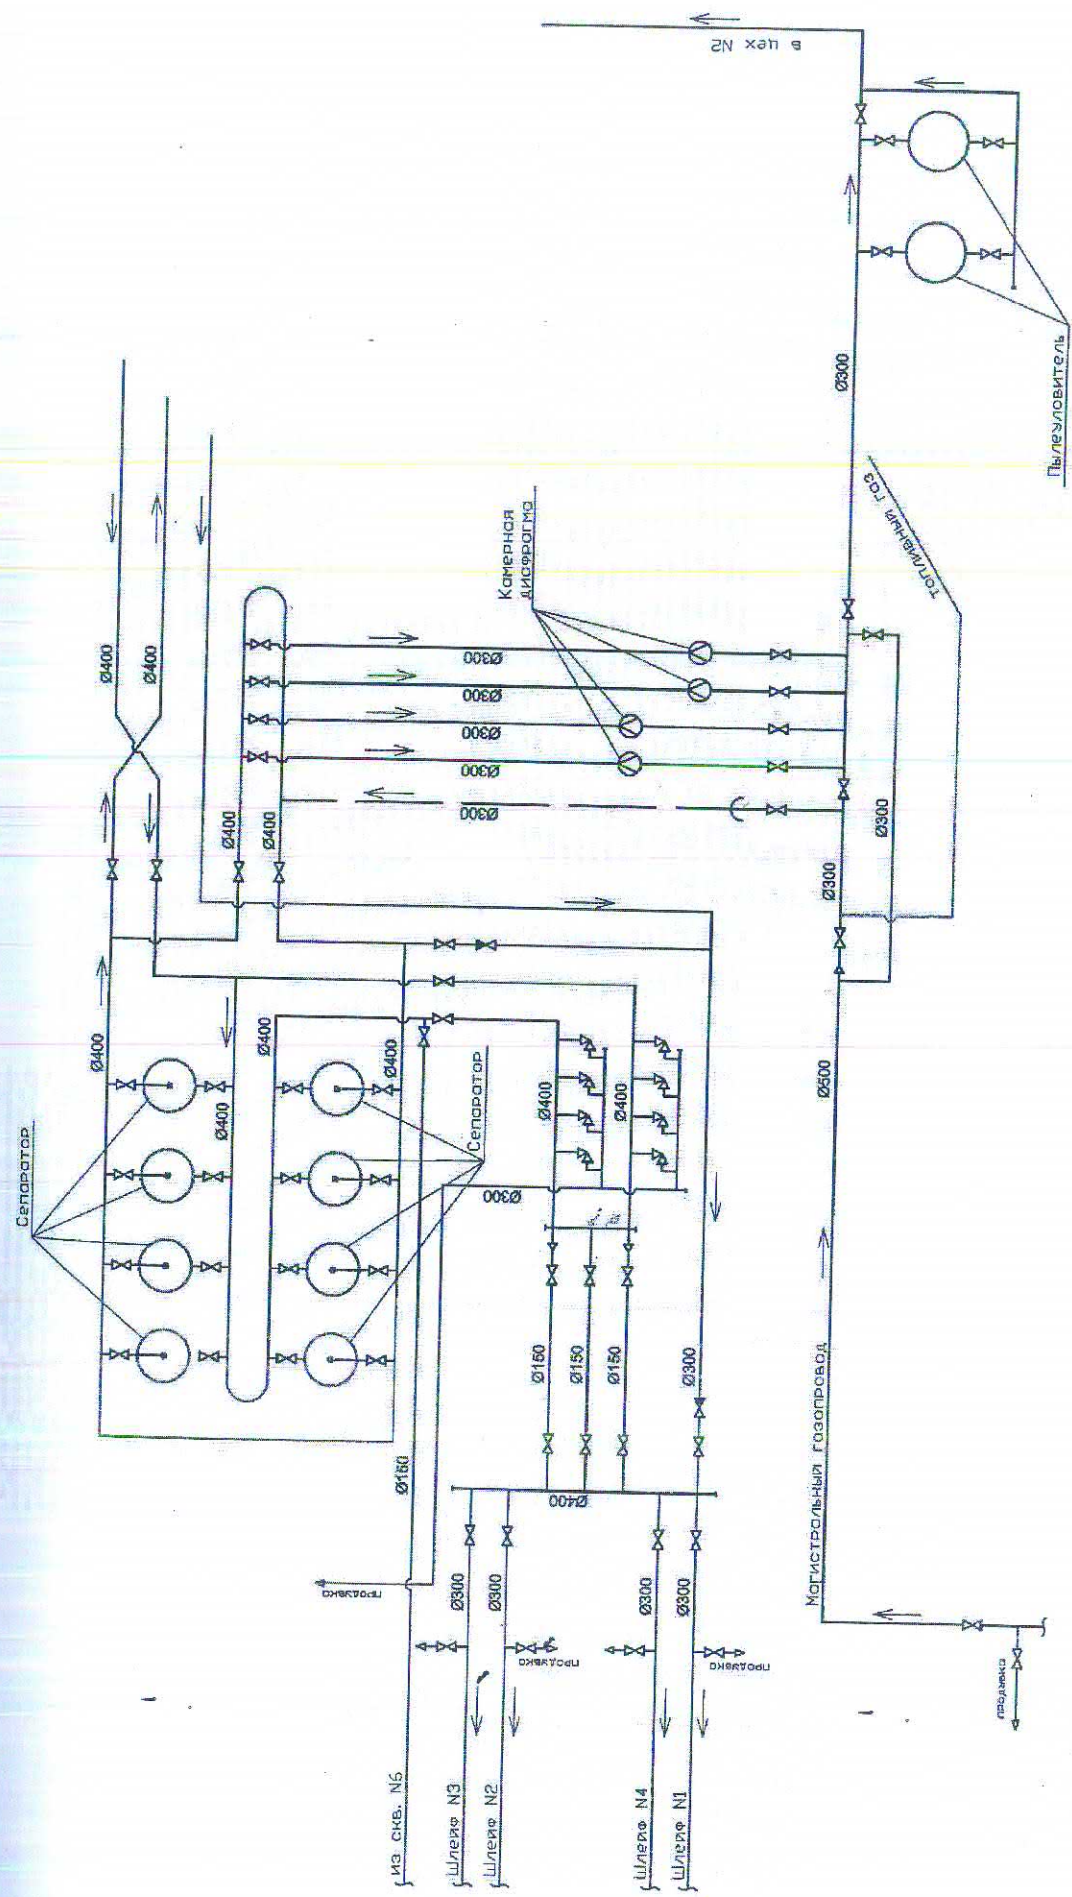 в цех N2
Пылеуловитель
Ø300
топливный газ
Камерная
диафрагма
Ø400
Ø400
Ø300
Ø300
Ø300
Ø300
Ø300
Ø400
Ø400
Ø300
Ø300
Ø500
Сепаратор
Ø400
Ø400
Ø400
Ø400
Сепаратор
Ø400
Ø400
Ø300
Ø150
Ø150
Ø150
Ø300
Ø150
Ø400
Магистральный газопровод
продувка
Ø300
Ø300
Ø300
Ø300
продувка
продувка
продувка
из скв. N6
Шлейф N3
Шлейф N2
Шлейф N4
Шлейф N1